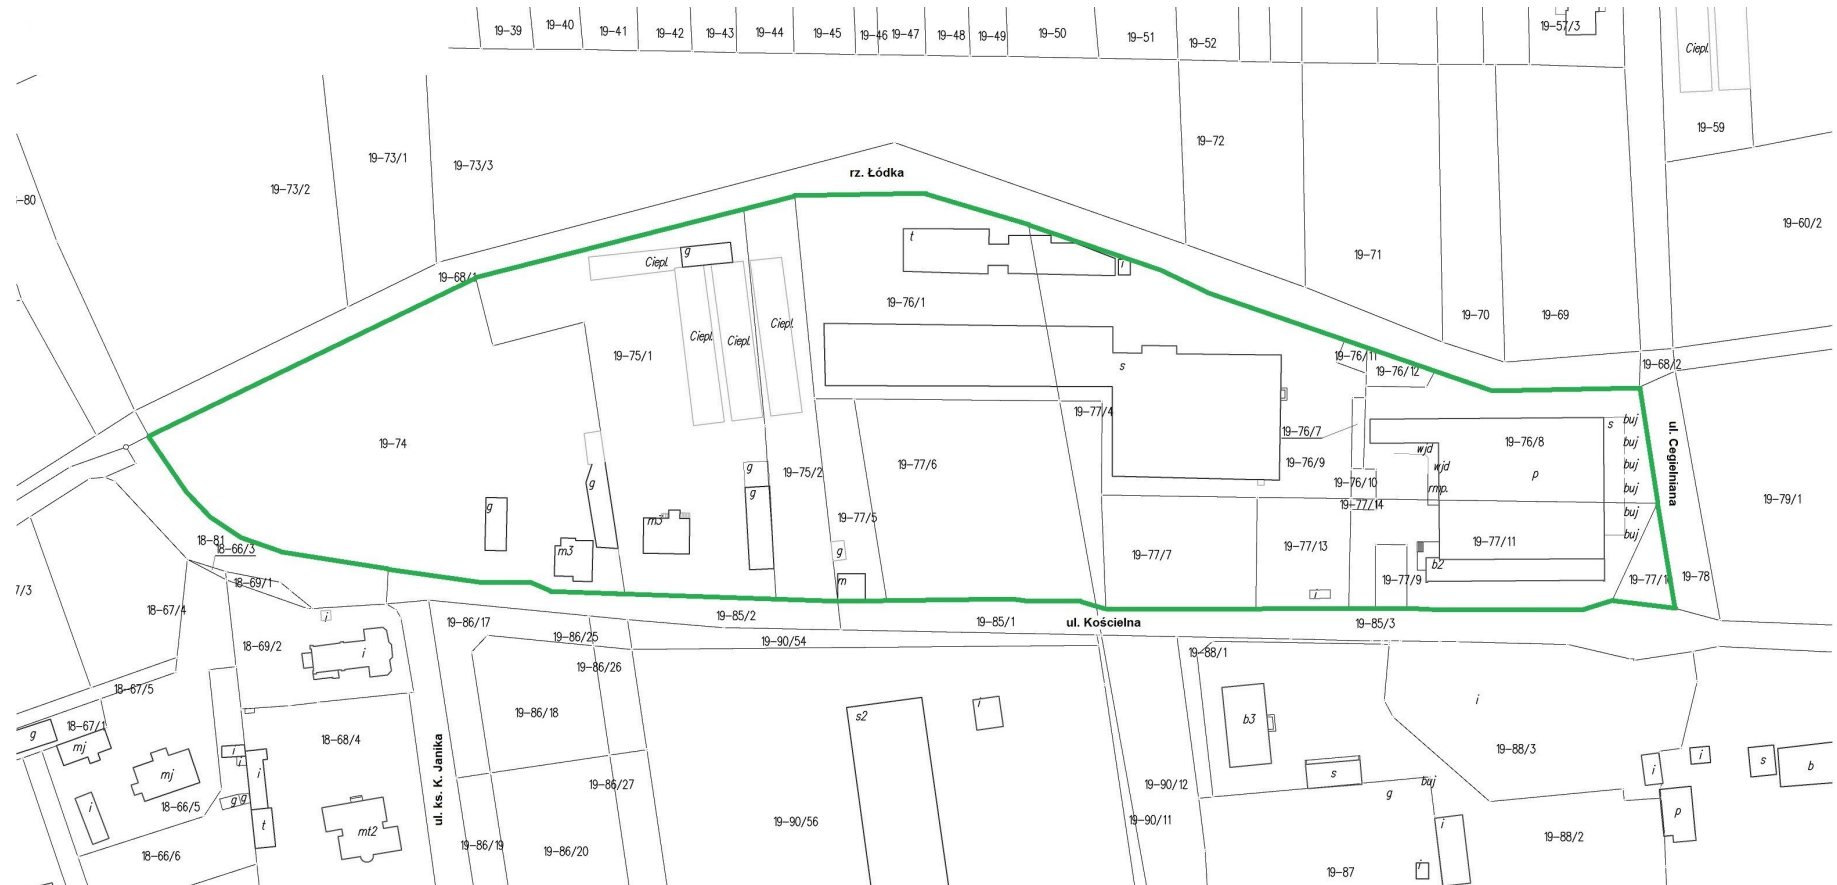 19-39
19-40
19-41
19-42
19-43
19-44
19-45
19-46
19-47
19-48
19-49
19-50
19-51
19-52
19-57/3
Ciepl.
19-59
19-60/2
19-73/1
19-73/2
19-73/3
19-72
-80
rz. Łódka
19-71
19-70
19-69
19-68/2
19-68/1
Ciepl.
g
t
i
19-76/1
Ciepl.
Ciepl.
Ciepl.
19-75/1
s
19-76/11
19-76/12
19-77/4
19-76/7
19-76/8
s
buj
buj
buj
buj
buj
buj
ul. Cegielniana
19-74
19-75/2
19-77/6
19-76/9
19-76/10
19-77/14
wjd
wjd
rmp.
p
19-79/1
g
g
g
g
m3
m3
19-77/5
g
m
19-77/7
19-77/13
i
19-77/9
b2
19-77/11
19-78
18-81
18-66/3
18-69/1
7/3
18-67/4
i
19-86/17
19-85/2
19-85/1
ul. Kościelna
19-85/3
19-86/25
19-90/54
19-86/26
19-88/1
18-69/2
i
18-67/5
18-67/1
g
mj
mj
i
i
i
i
g
g
t
18-66/5
18-66/6
18-68/4
mt2
ul. ks. K. Janika
19-86/18
19-86/27
19-86/19
19-86/20
s2
i
19-90/56
19-90/12
19-90/11
b3
s
g
buj
i
i
19-87
i
19-88/3
19-88/2
i
i
s
b
p